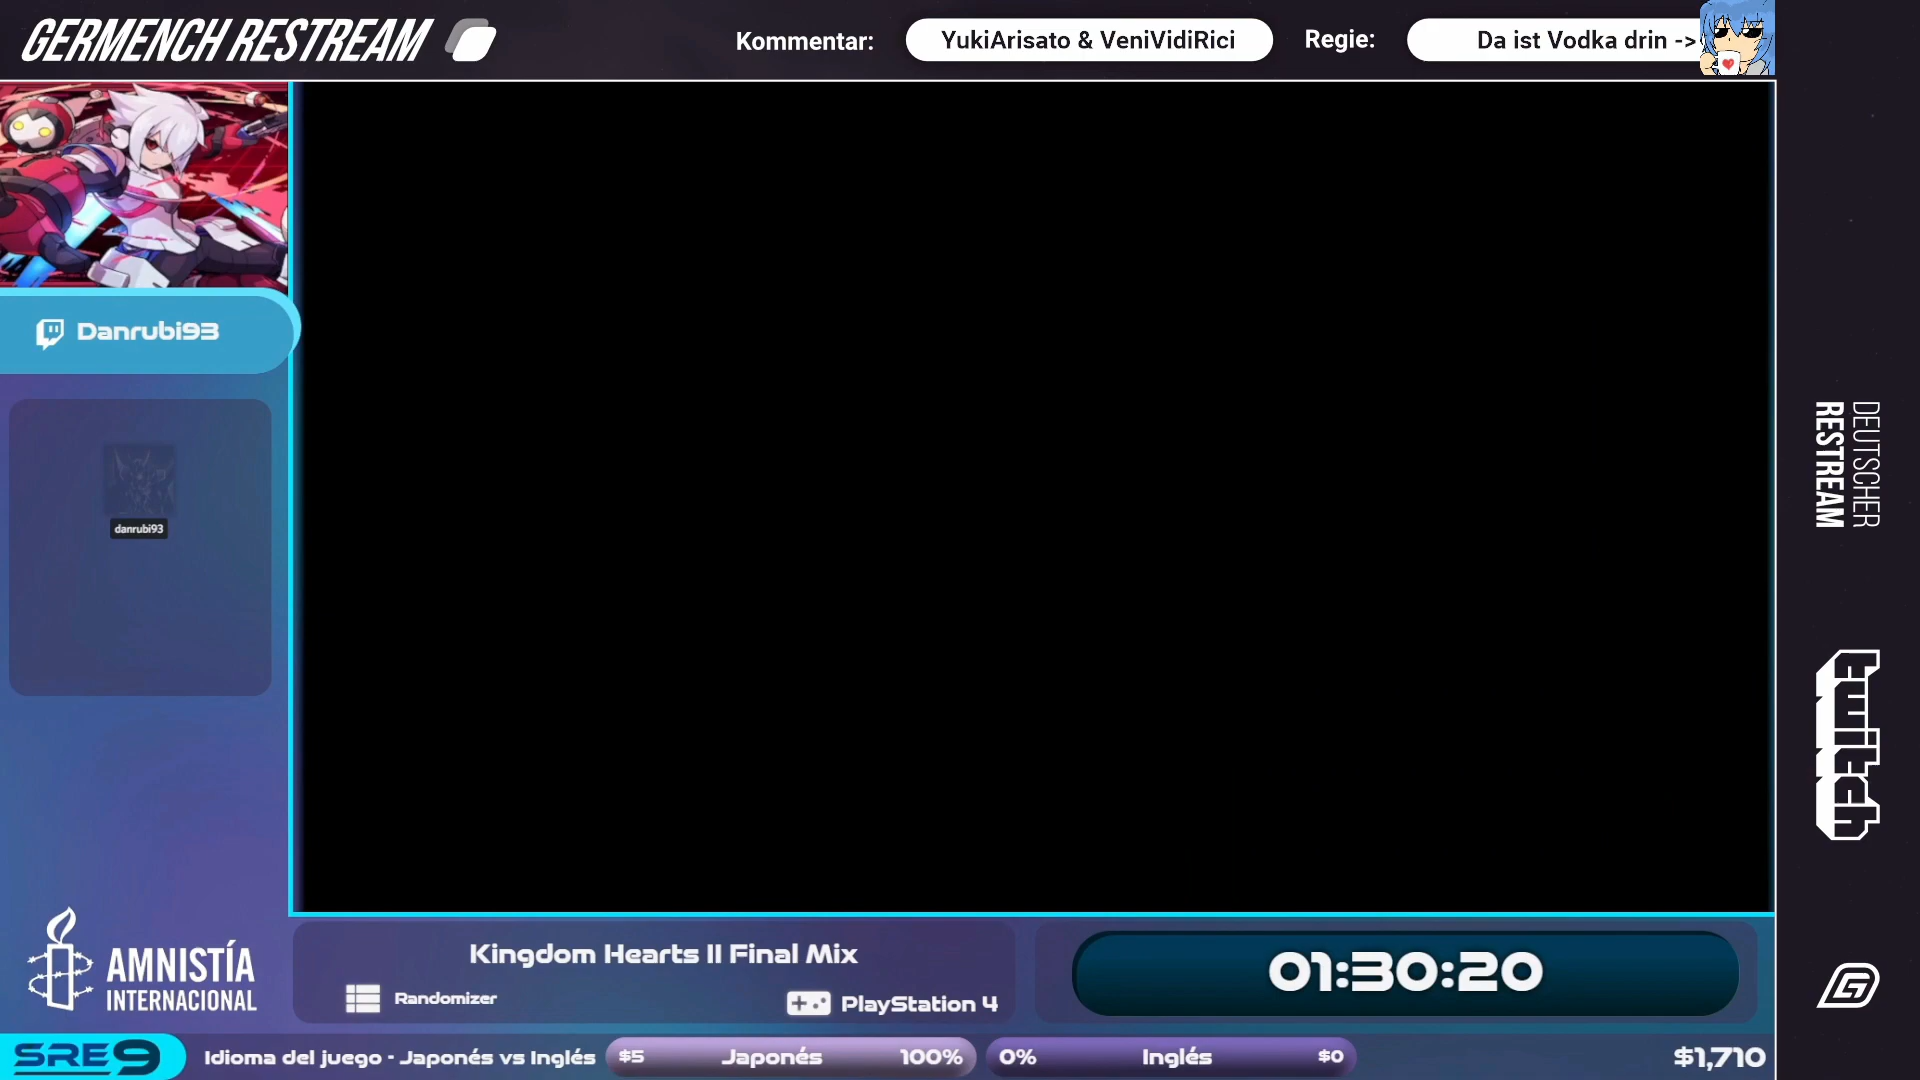 GERMENCH RESTREAM
Kommentar:
YukiArisato & VeniVidiRici
Regie:
Da ist Vodka drin ->
Danrubi93
danrubi93
DEUTSCHER
RESTREAM
twitch
AMNISTÍA
INTERNACIONAL
Kingdom Hearts II Final Mix
Randomizer
PlayStation 4
01:30:20
SRE9
Idioma del juego - Japonés vs Inglés
$5 Japonés 100%
0% Inglés $0
$1,710